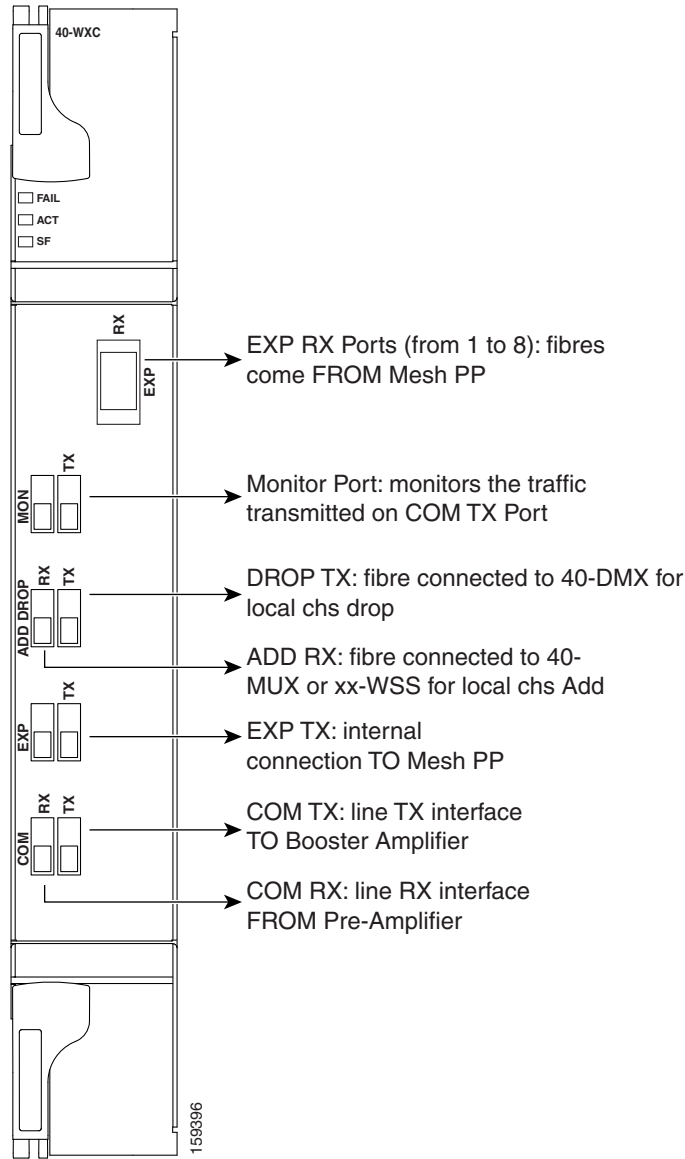 40-WXC
FAIL
ACT
SF
RX
EXP
EXP RX Ports (from 1 to 8): fibres
come FROM Mesh PP
MON
TX
Monitor Port: monitors the traffic
transmitted on COM TX Port
ADD DROP
RX
TX
DROP TX: fibre connected to 40-DMX for
local chs drop
ADD RX: fibre connected to 40-
MUX or xx-WSS for local chs Add
EXP
TX
EXP TX: internal
connection TO Mesh PP
COM
RX
TX
COM TX: line TX interface
TO Booster Amplifier
COM RX: line RX interface
FROM Pre-Amplifier
159396